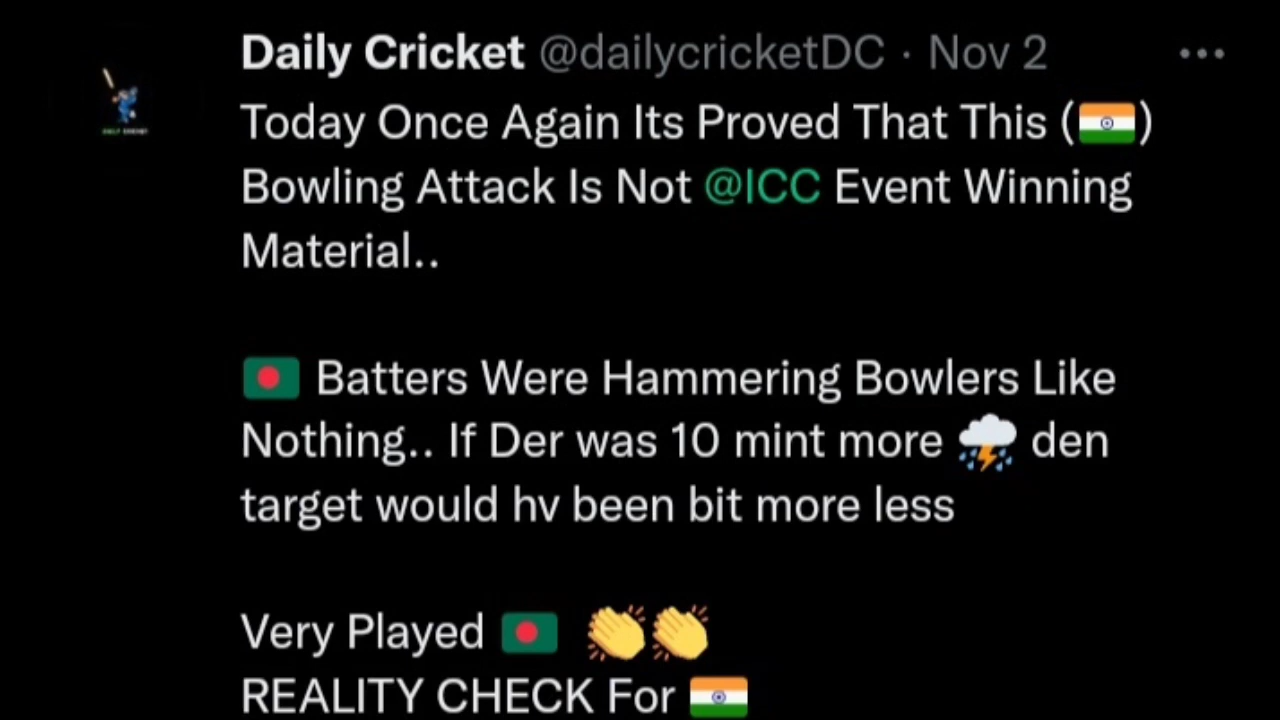 Daily Cricket @dailycricketDC · Nov 2
Today Once Again Its Proved That This (🇮🇳)
Bowling Attack Is Not @ICC Event Winning
Material..
🇧🇩 Batters Were Hammering Bowlers Like
Nothing.. If Der was 10 mint more ⛈️ den
target would hv been bit more less
Very Played 🇧🇩 👏👏
REALITY CHECK For 🇮🇳